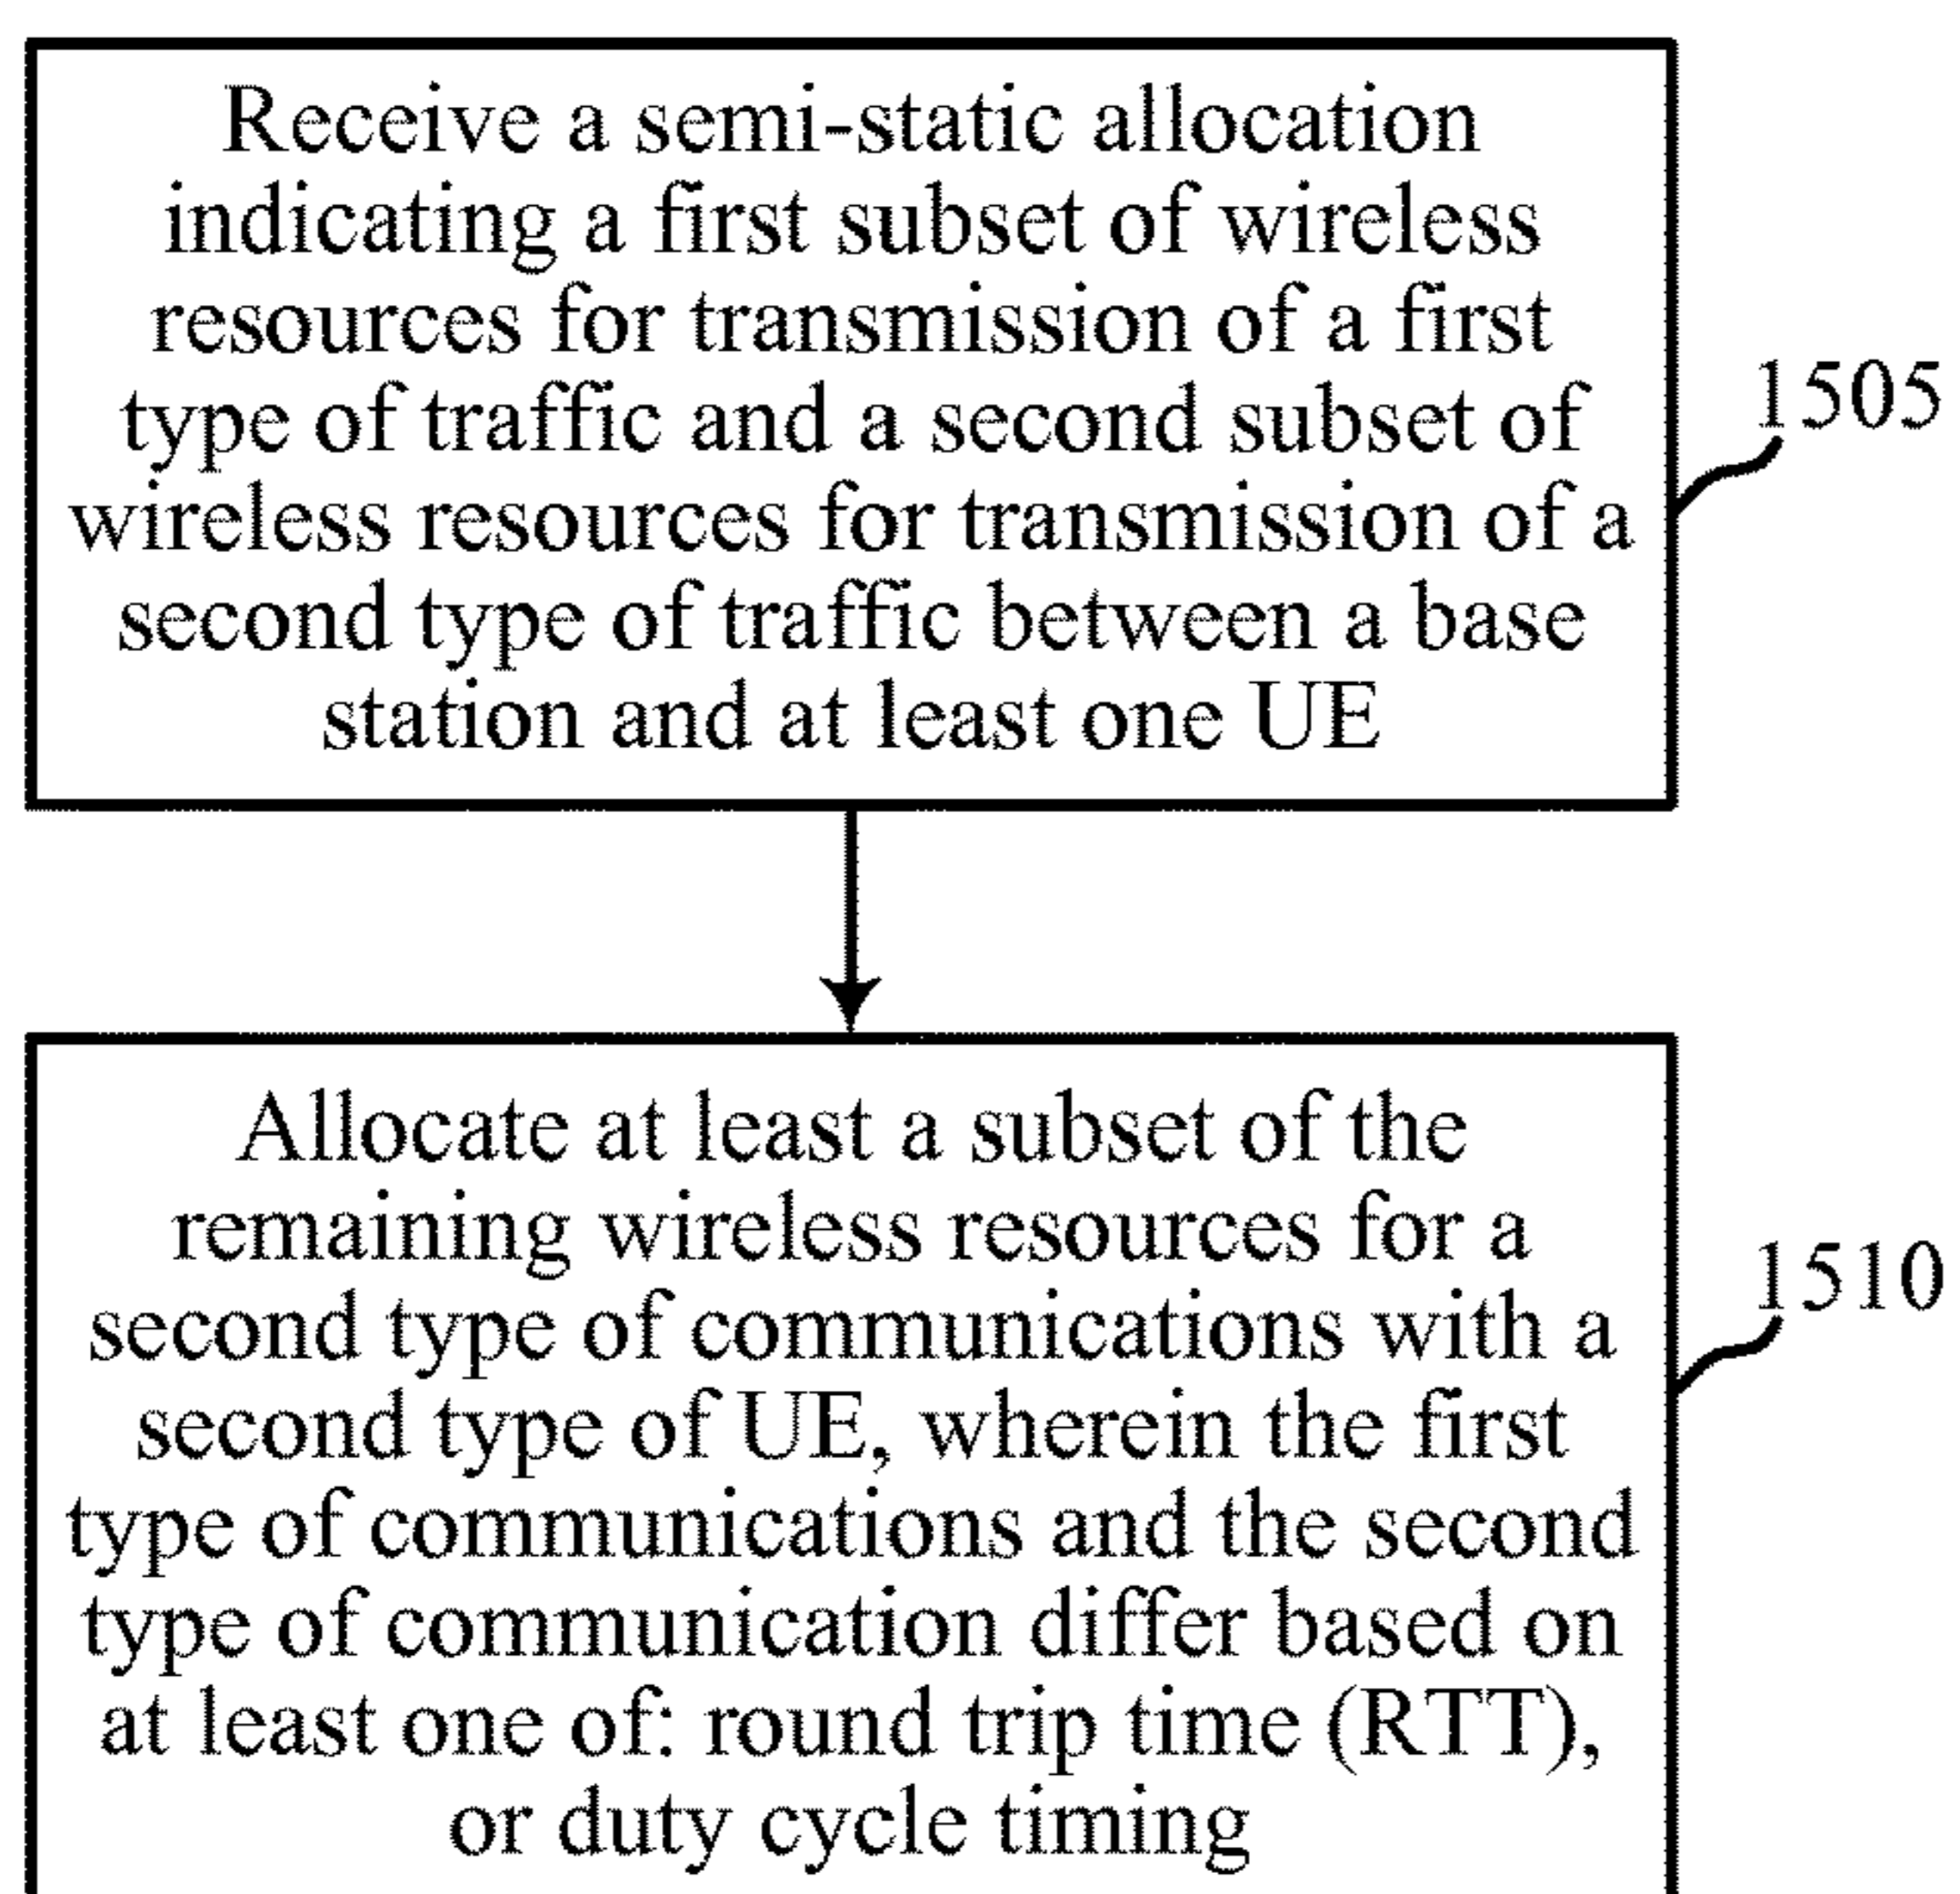 Receive a semi-static allocation
indicating a first subset of wireless
resources for transmission of a first
type of traffic and a second subset of
wireless resources for transmission of a
second type of traffic between a base
station and at least one UE
1505
Allocate at least a subset of the
remaining wireless resources for a
second type of communications with a
second type of UE, wherein the first
type of communications and the second
type of communication differ based on
at least one of: round trip time (RTT),
or duty cycle timing
1510